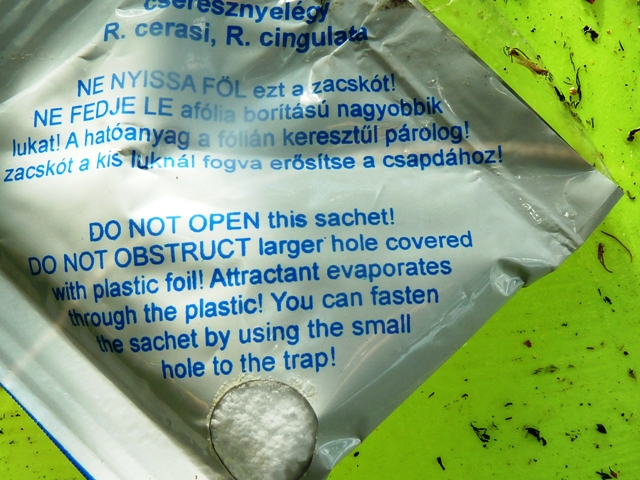 cseresznyelégy
R. cerasi, R. cingulata
NE NYISSA FÖL ezt a zacskót!
NE FEDJE LE afólia borítású nagyobbik
lukat! A hatóanyag a fólián keresztűl párolog!
zacskót a kis luknál fogva erősítse a csapdához!
DO NOT OPEN this sachet!
DO NOT OBSTRUCT larger hole covered
with plastic foil! Attractant evaporates
through the plastic! You can fasten
the sachet by using the small
hole to the trap!